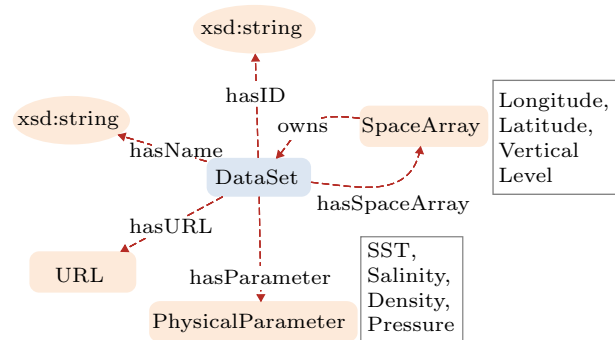 xsd:string
hasID
xsd:string
hasName
owns
SpaceArray
Longitude,
Latitude,
Vertical
Level
DataSet
hasSpaceArray
hasURL
URL
hasParameter
PhysicalParameter
SST,
Salinity,
Density,
Pressure